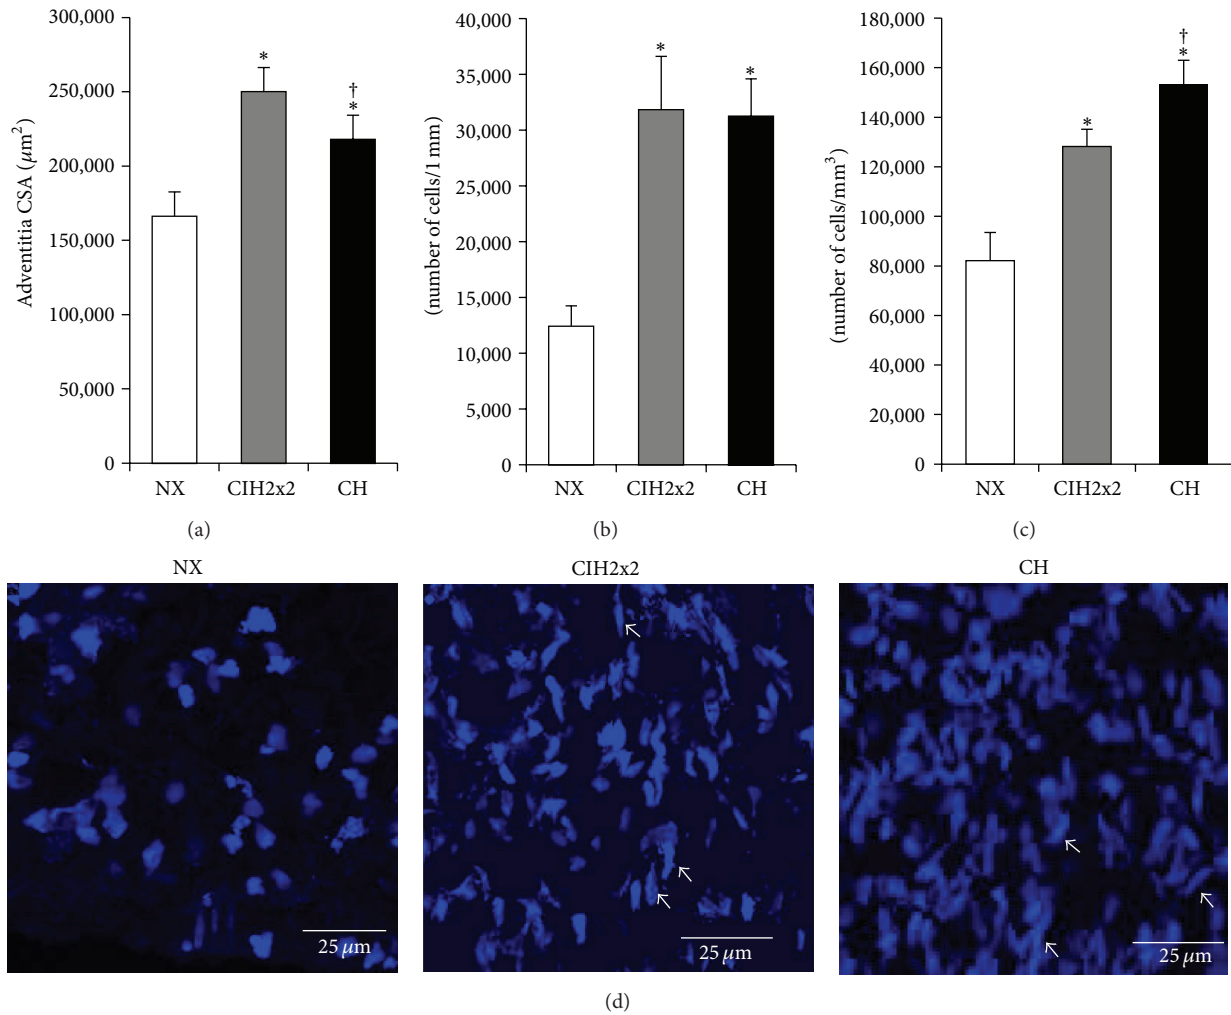 300,000
250,000
200,000
150,000
100,000
50,000
0
Adventitia CSA (μm²)
*
†
*
NX CIH2x2 CH
(a)
40,000
35,000
30,000
25,000
20,000
15,000
10,000
5,000
0
(number of cells/1 mm)
*
*
NX CIH2x2 CH
(b)
180,000
160,000
140,000
120,000
100,000
80,000
60,000
40,000
20,000
0
(number of cells/mm³)
*
†
*
NX CIH2x2 CH
(c)
NX
25 μm
CIH2x2
25 μm
CH
25 μm
(d)